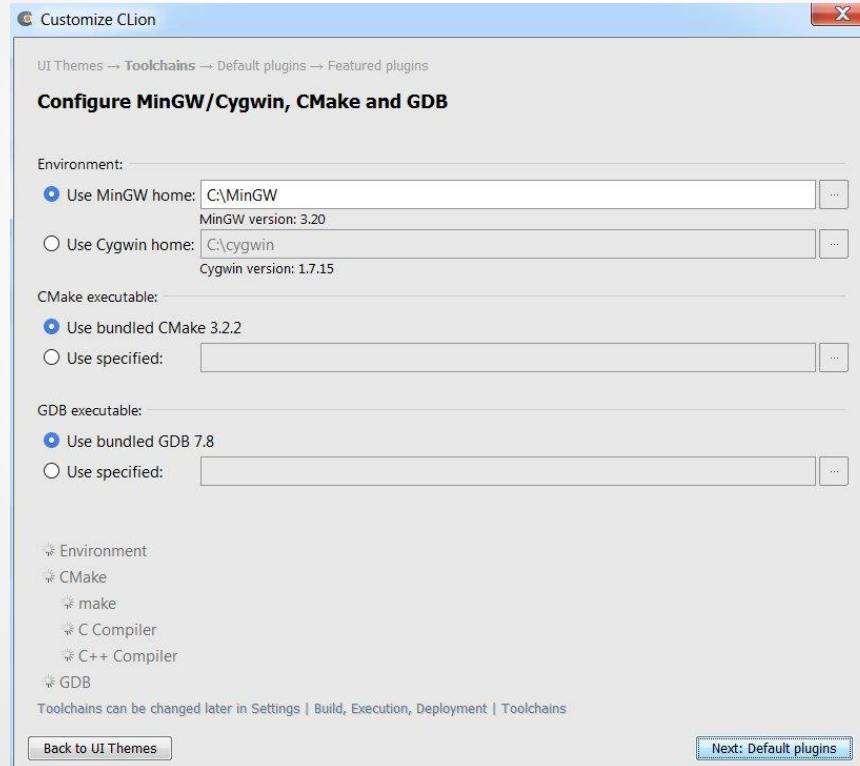 Customize CLion
X
UI Themes → Toolchains → Default plugins → Featured plugins
Configure MinGW/Cygwin, CMake and GDB
Environment:
Use MinGW home: C:\MinGW ...
MinGW version: 3.20
Use Cygwin home: C:\cygwin ...
Cygwin version: 1.7.15
CMake executable:
Use bundled CMake 3.2.2
Use specified: ...
GDB executable:
Use bundled GDB 7.8
Use specified: ...
Environment
CMake
make
C Compiler
C++ Compiler
GDB
Toolchains can be changed later in Settings | Build, Execution, Deployment | Toolchains
Back to UI Themes Next: Default plugins